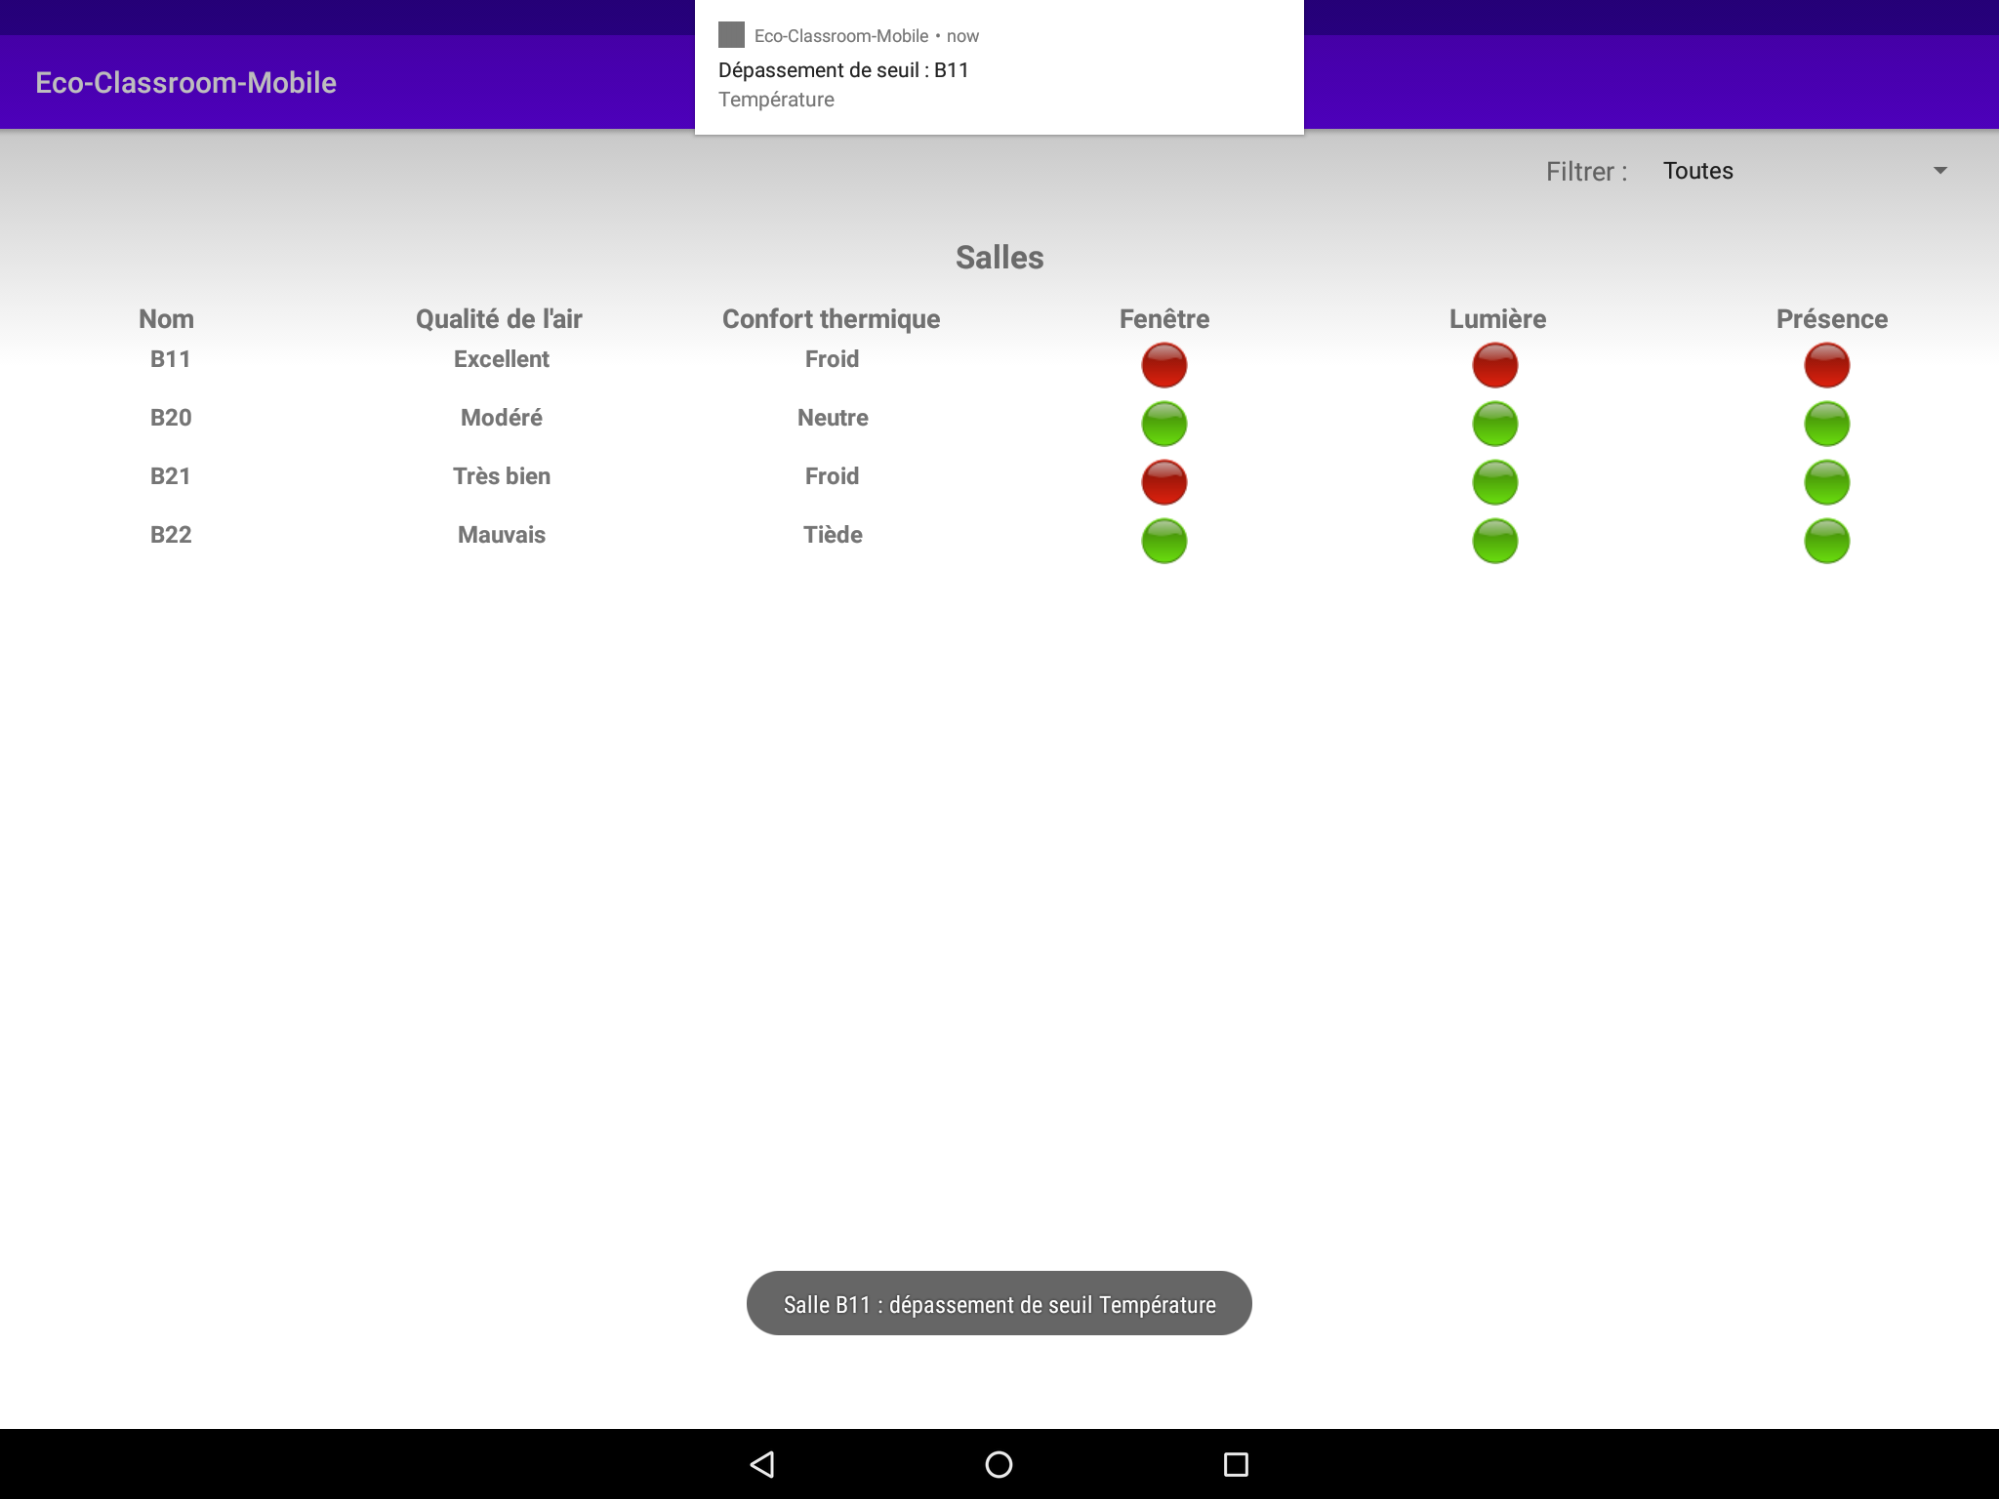 Eco-Classroom-Mobile • now
Dépassement de seuil : B11
Température
Eco-Classroom-Mobile
Filtrer : Toutes
Salles
Nom Qualité de l'air Confort thermique Fenêtre Lumière Présence
B11 Excellent Froid
B20 Modéré Neutre
B21 Très bien Froid
B22 Mauvais Tiède
Salle B11 : dépassement de seuil Température